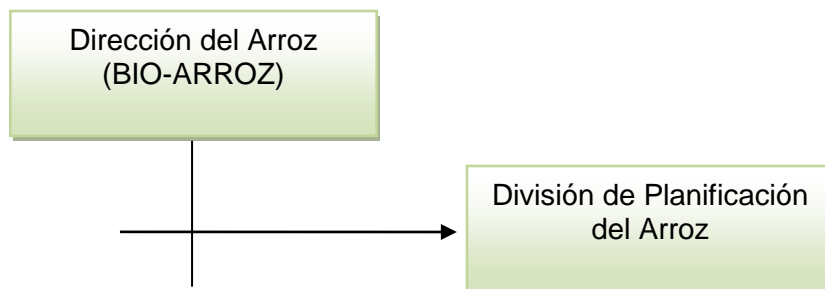 Dirección del Arroz
(BIO-ARROZ)
División de Planificación
del Arroz